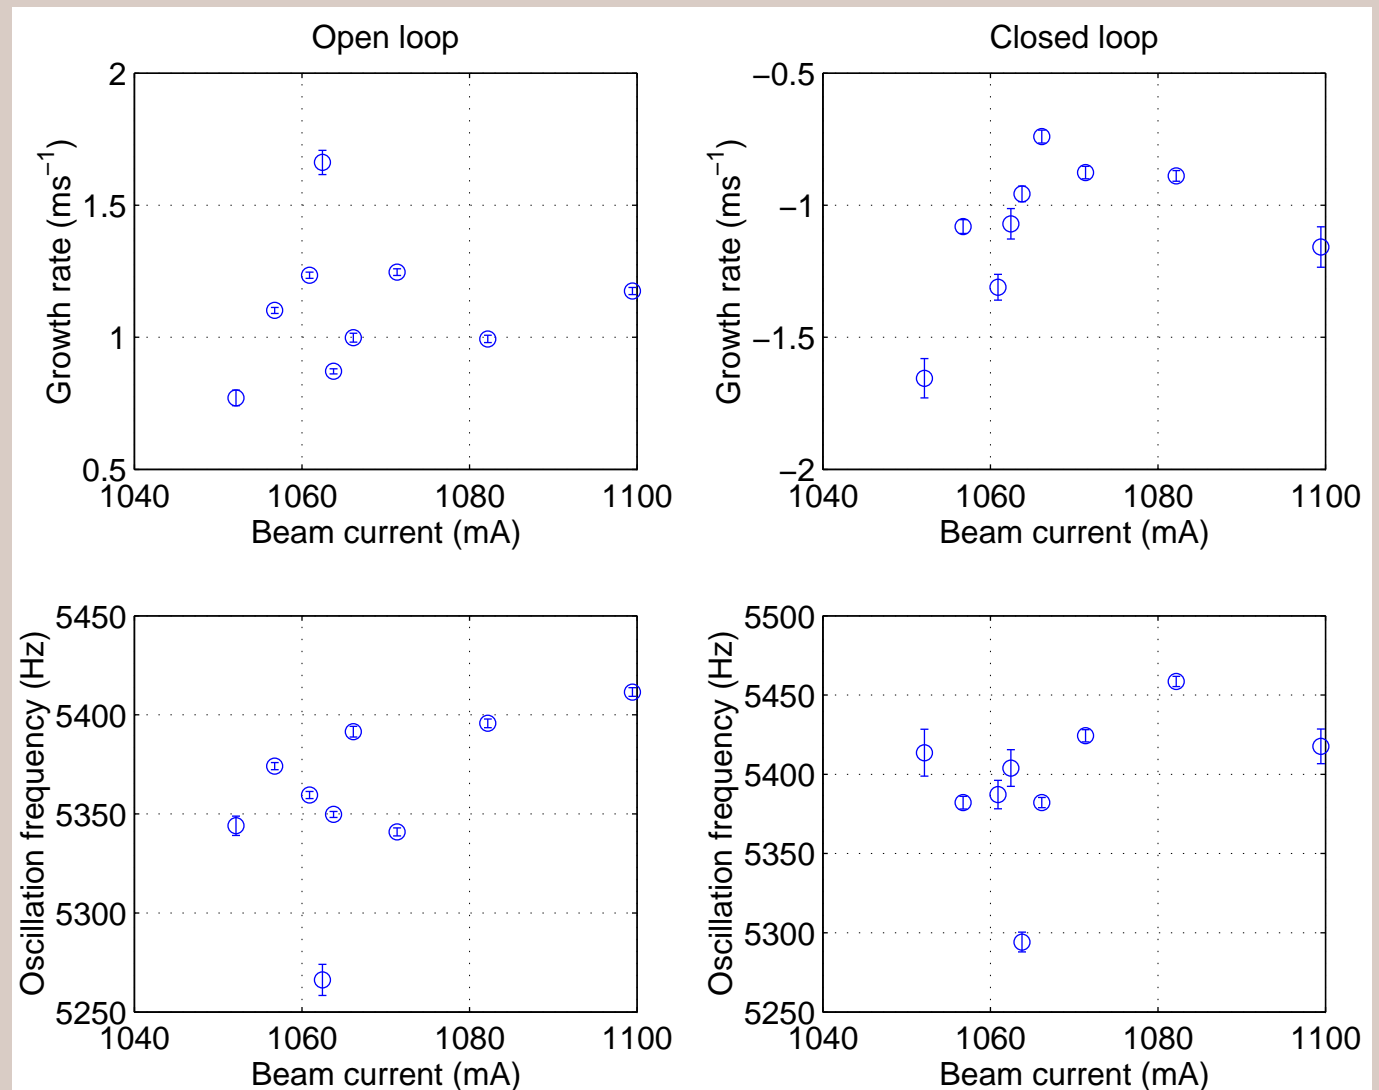 Open loop
2
1.5
1
0.5
1040 1060 1080 1100
Growth rate (ms⁻¹)
Beam current (mA)
Closed loop
−0.5
−1
−1.5
−2
1040 1060 1080 1100
Growth rate (ms⁻¹)
Beam current (mA)
5450
5400
5350
5300
5250
1040 1060 1080 1100
Oscillation frequency (Hz)
Beam current (mA)
5500
5450
5400
5350
5300
5250
1040 1060 1080 1100
Oscillation frequency (Hz)
Beam current (mA)